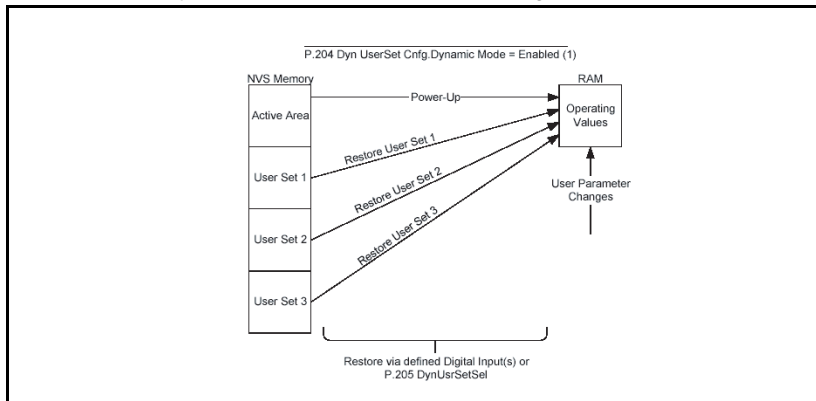 P.204 Dyn UserSet Cnfg.Dynamic Mode = Enabled (1)
NVS Memory
RAM
Active Area
Power-Up
Operating
Values
User Set 1
Restore User Set 1
User Set 2
Restore User Set 2
User Set 3
Restore User Set 3
User Parameter
Changes
Restore via defined Digital Input(s) or
P.205 DynUsrSetSel